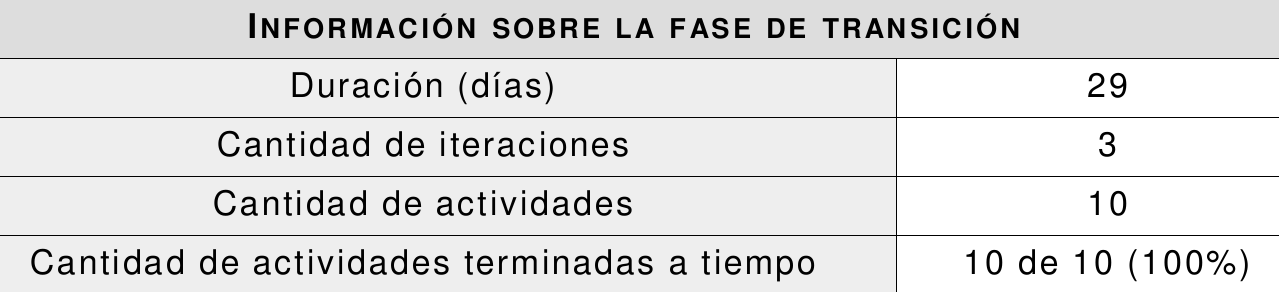 INFORMACIÓN SOBRE LA FASE DE TRANSICIÓN
Duración (días) 29
Cantidad de iteraciones 3
Cantidad de actividades 10
Cantidad de actividades terminadas a tiempo 10 de 10 (100%)